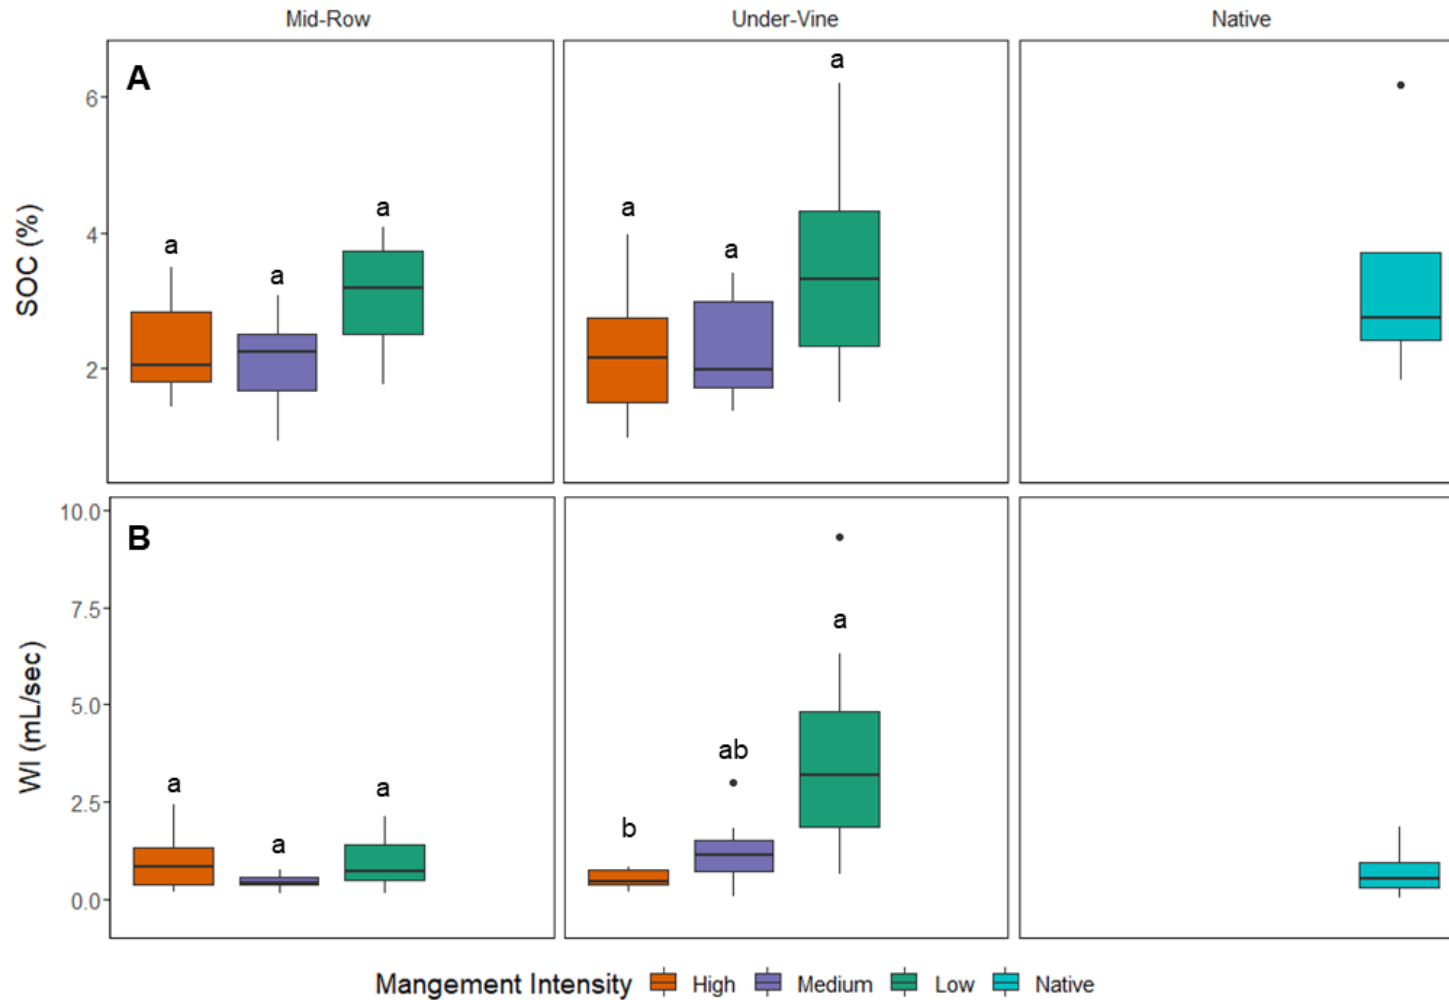 Mid-Row Under-Vine Native
A
SOC (%)
6
4
2
a a a
a a a
B
WI (mL/sec)
10.0
7.5
5.0
2.5
0.0
a a a
b ab a
Mangement Intensity High Medium Low Native